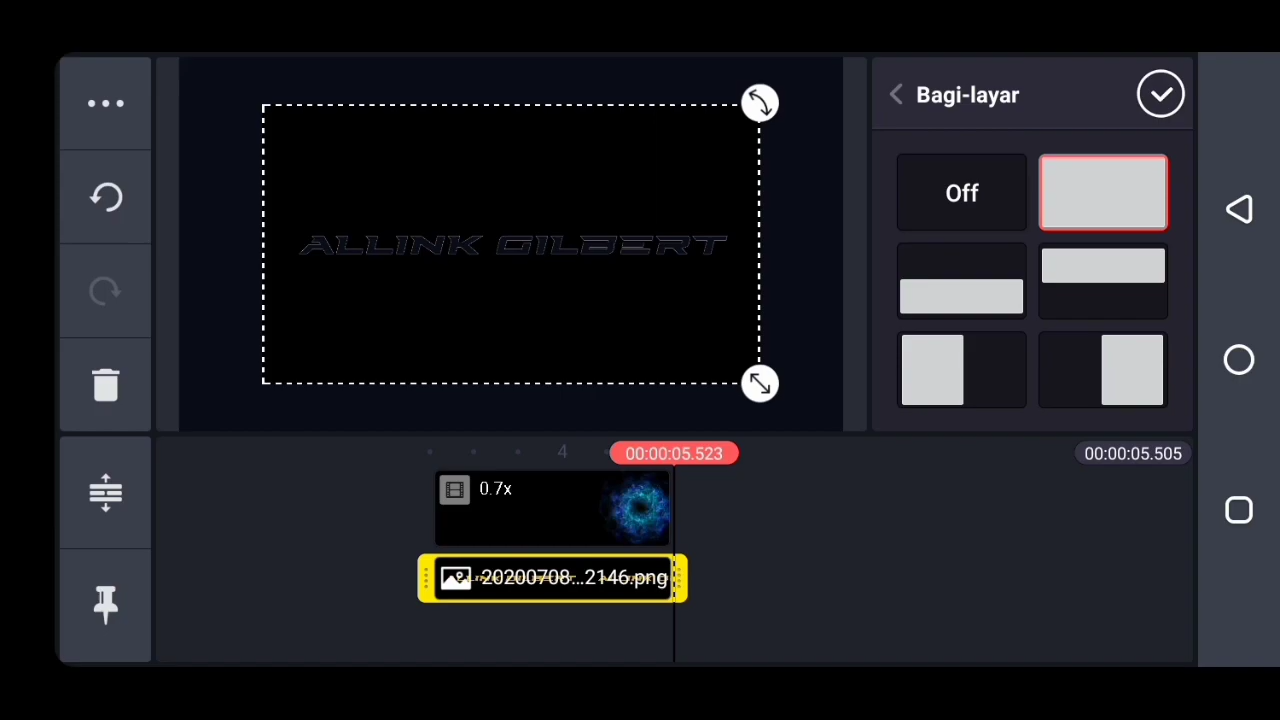 Bagi-layar
Off
ALLINK GILBERT
4
00:00:05.523
00:00:05.505
0.7x
20200708...2146.png